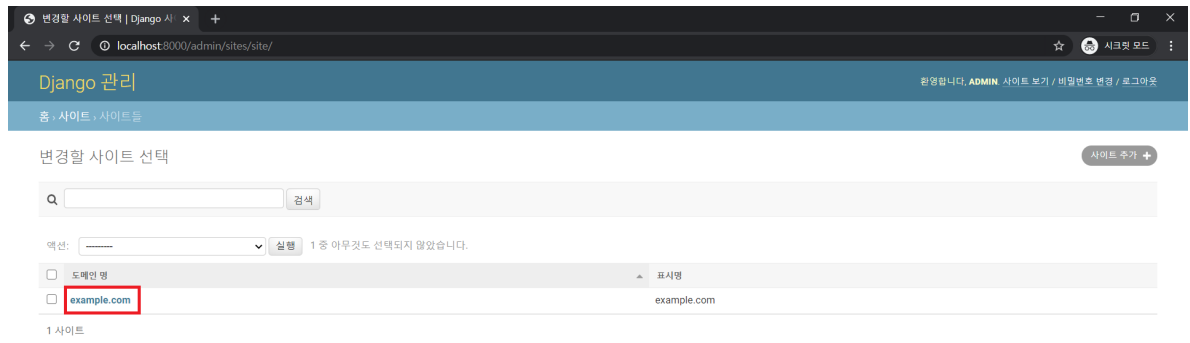 변경할 사이트 선택 | Django 사이
localhost:8000/admin/sites/site/
시크릿 모드
Django 관리
환영합니다, ADMIN. 사이트 보기 / 비밀번호 변경 / 로그아웃
홈 › 사이트 › 사이트들
변경할 사이트 선택
사이트 추가 +
검색
액션: --------- 실행 1 중 아무것도 선택되지 않았습니다.
도메인 명 표시명
example.com example.com
1 사이트